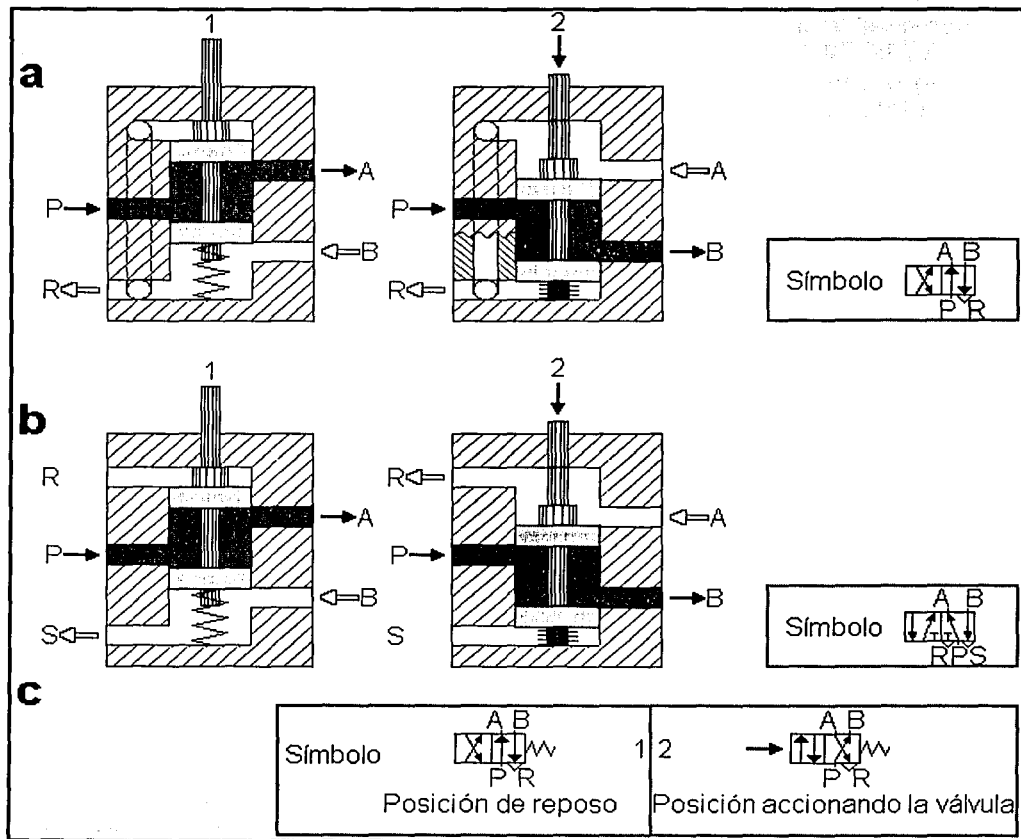 a
1
2
P
A
B
R
P
A
B
R
Símbolo
A B
P R
b
1
2
R
P
A
B
S
R
P
A
B
S
Símbolo
A B
RPS
c
Símbolo
A B
P R
1
Posición de reposo
2
A B
P R
Posición accionando la válvula